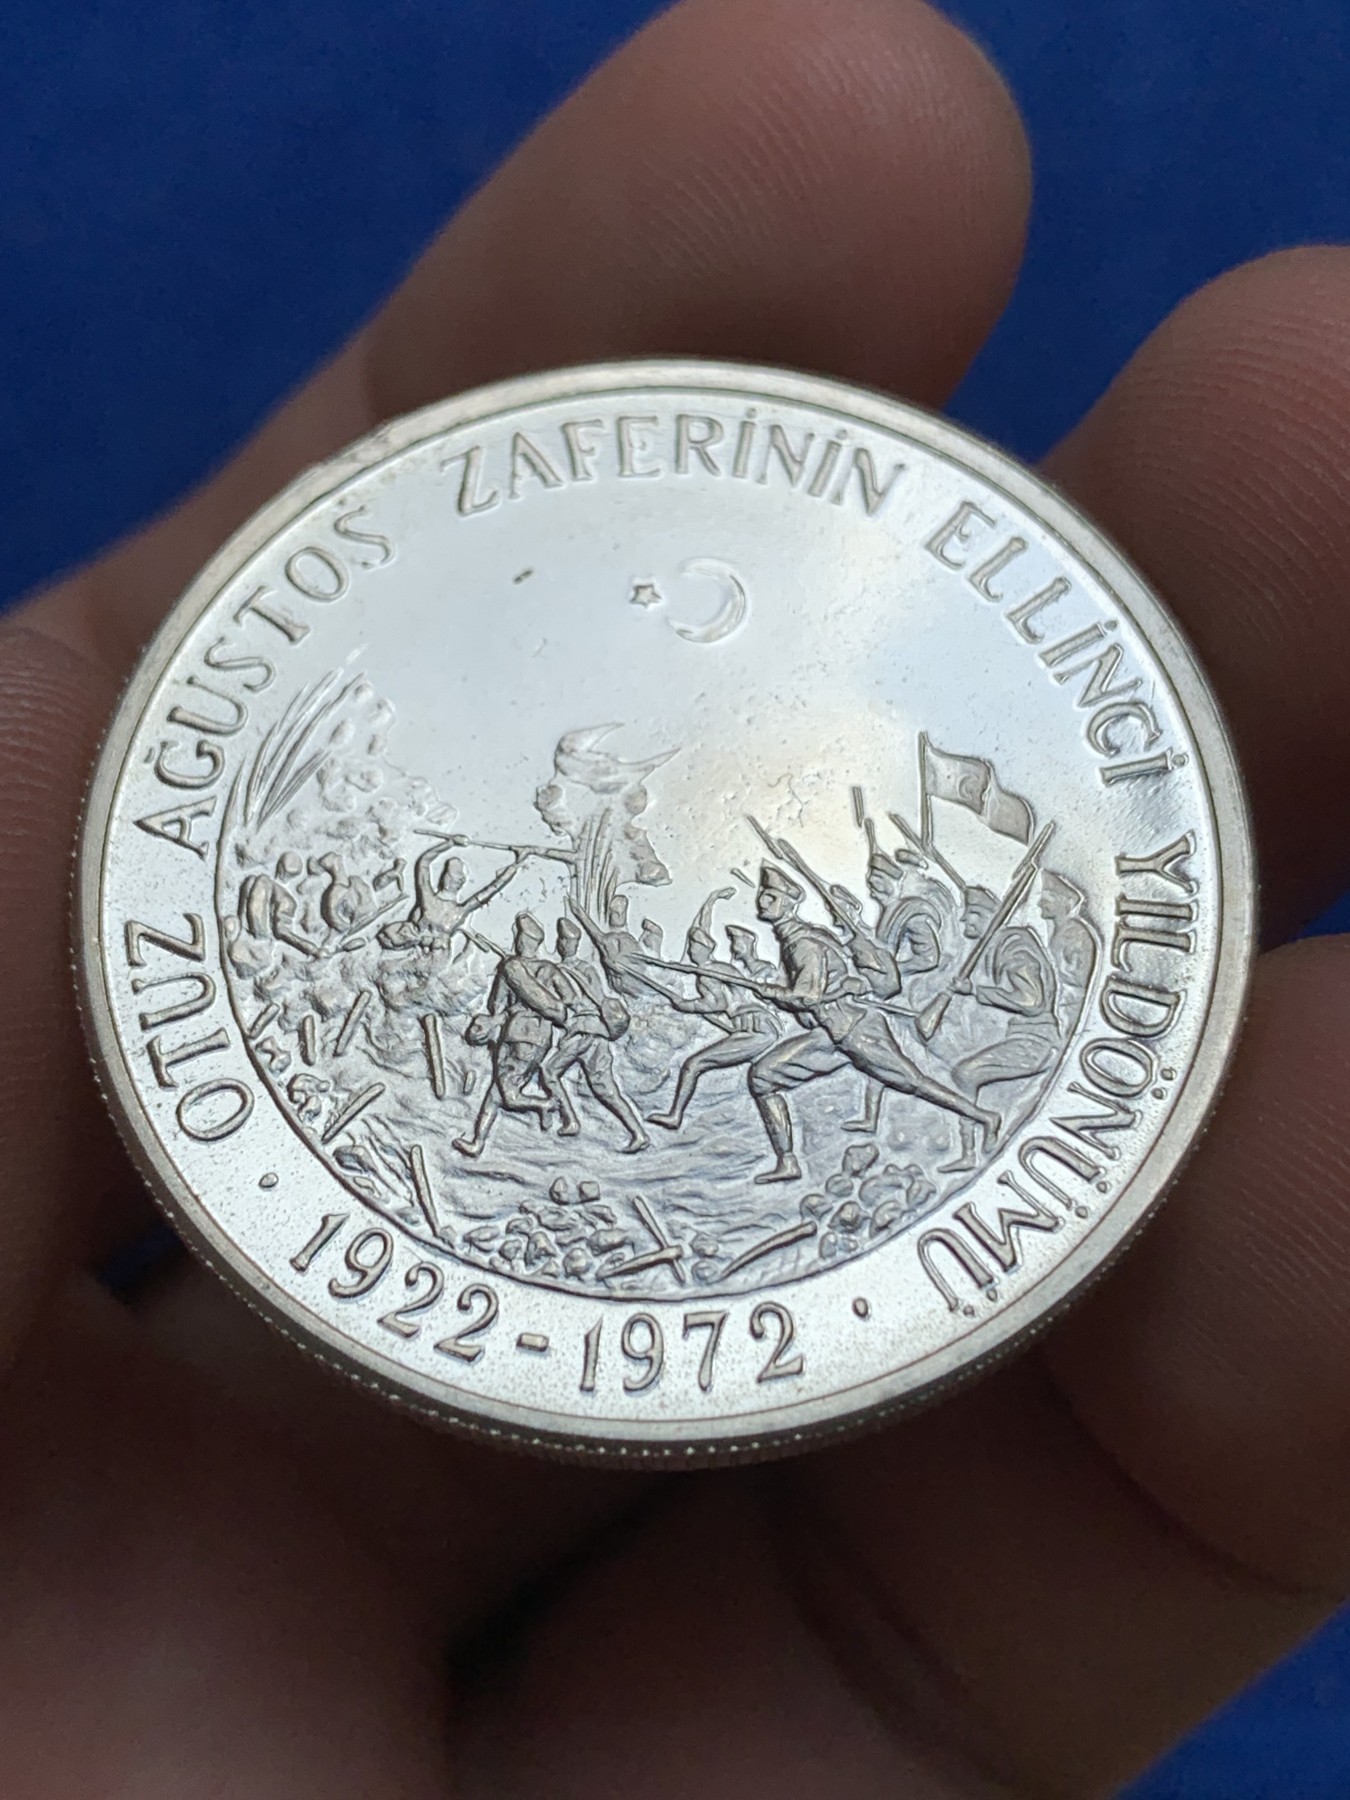 OTUZ AĞUSTOS ZAFERİNİN ELLİNCİ YILDÖNÜMÜ
· 1922-1972 ·